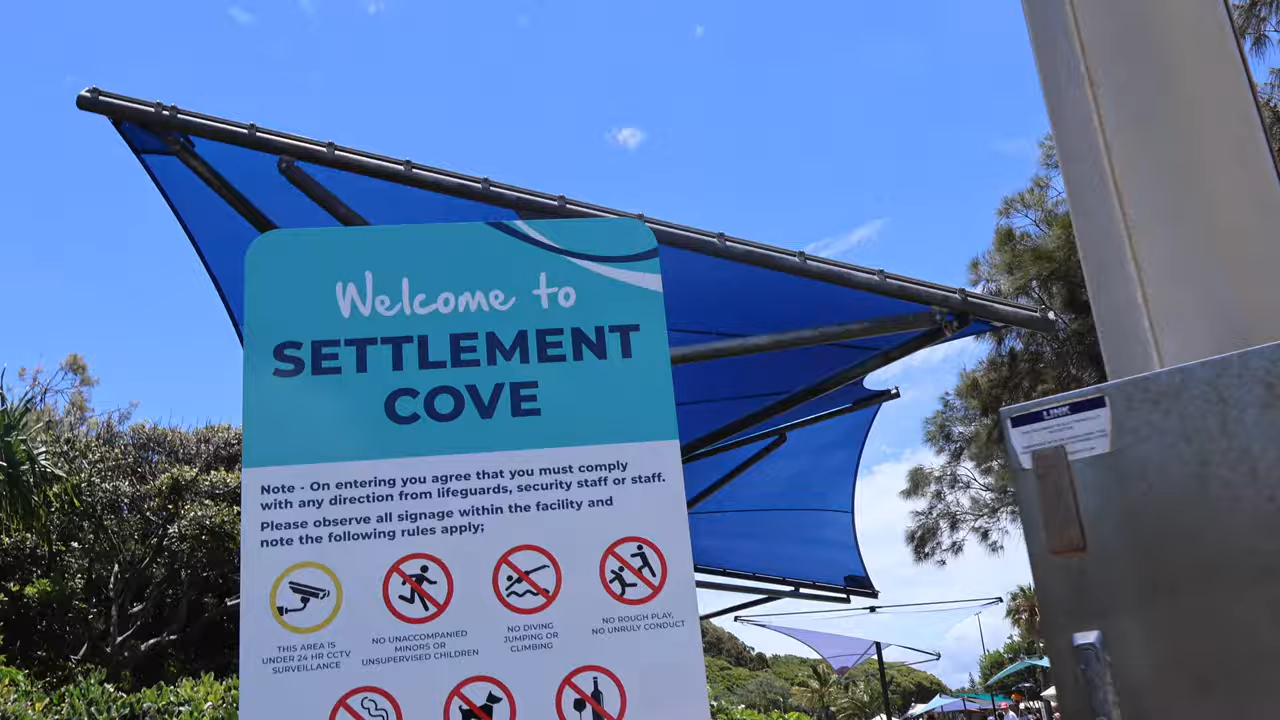 Welcome to
SETTLEMENT
COVE
Note - On entering you agree that you must comply
with any direction from lifeguards, security staff or staff.
Please observe all signage within the facility and
note the following rules apply;
THIS AREA IS
UNDER 24 HR CCTV
SURVEILLANCE
NO UNACCOMPANIED
MINORS OR
UNSUPERVISED CHILDREN
NO DIVING
JUMPING OR
CLIMBING
NO ROUGH PLAY,
NO UNRULY CONDUCT
LINK